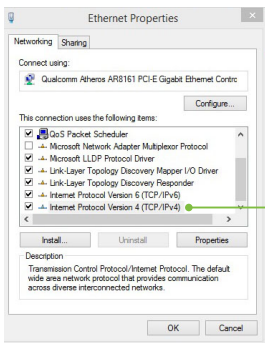 Ethernet Properties
Networking Sharing
Connect using:
Qualcomm Atheros AR8161 PCI-E Gigabit Ethernet Contrc
Configure...
This connection uses the following items:
QoS Packet Scheduler
Microsoft Network Adapter Multiplexor Protocol
Microsoft LLDP Protocol Driver
Link-Layer Topology Discovery Mapper I/O Driver
Link-Layer Topology Discovery Responder
Internet Protocol Version 6 (TCP/IPv6)
Internet Protocol Version 4 (TCP/IPv4)
Install... Uninstall Properties
Description
Transmission Control Protocol/Internet Protocol. The default
wide area network protocol that provides communication
across diverse interconnected networks.
OK Cancel